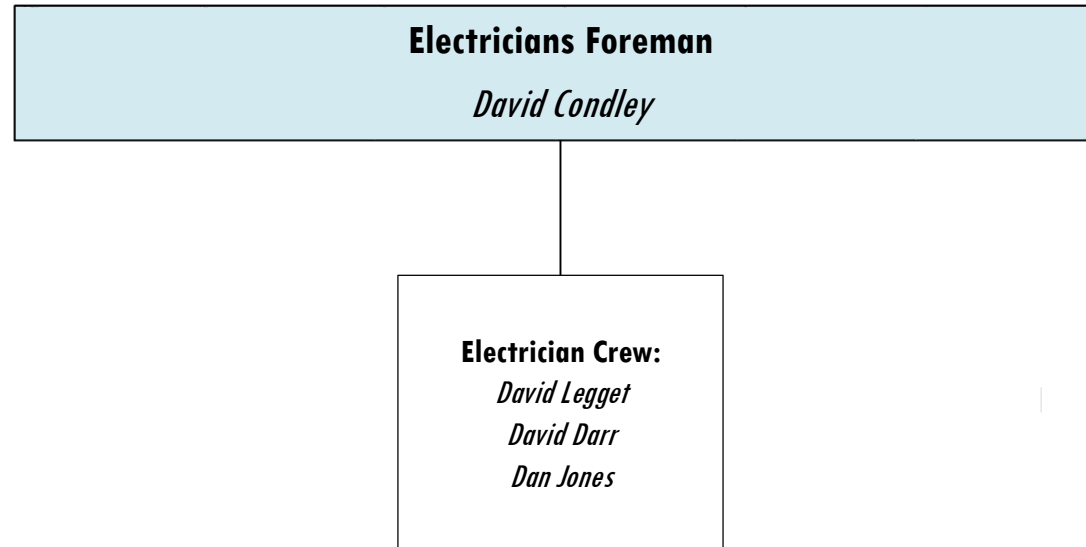 Electricians Foreman
David Condley
Electrician Crew:
David Legget
David Darr
Dan Jones